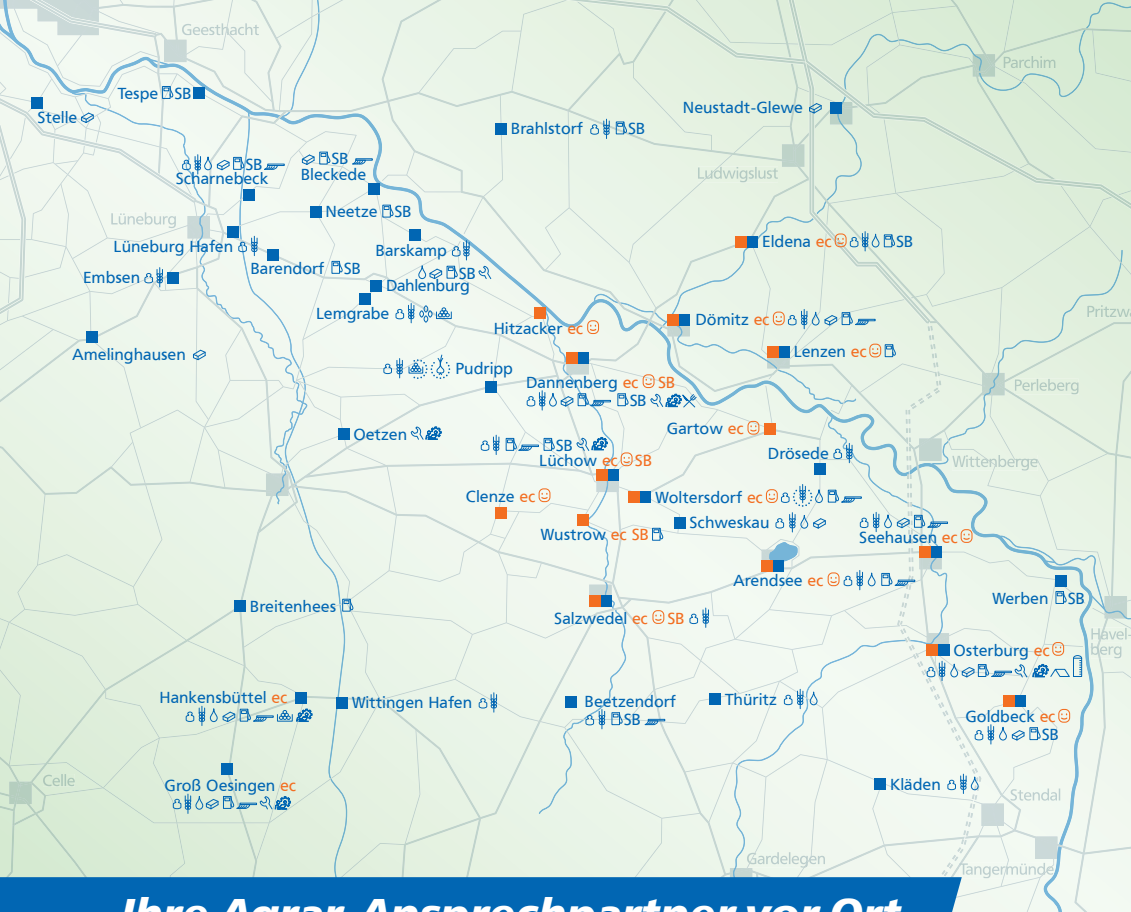 Geesthacht
Parchim
Tespe SB
Neustadt-Glewe
Stelle
Brahlstorf SB
SB
SB
Bleckede
Scharnebeck
Ludwigslust
Neetze SB
Lüneburg
Lüneburg Hafen
Eldena ec SB
Barskamp
Barendorf SB
SB
Embsen
Dahlenburg
Lemgrabe
Pritzwa
Hitzacker ec
Dömitz ec
Amelinghausen
Lenzen ec
Pudripp
Dannenberg ec SB
SB
Perleberg
Gartow ec
Oetzen
SB
Drösede
Lüchow ec SB
Wittenberge
Clenze ec
Woltersdorf ec
Schweskau
Wustrow ec SB
Seehausen ec
Arendsee ec
Werben SB
Breitenhees
Salzwedel ec SB
Havel-
berg
Osterburg ec
Hankensbüttel ec
Wittingen Hafen
Beetzendorf
SB
Thüritz
Goldbeck ec
SB
Celle
Groß Oesingen ec
Kläden
Stendal
Gardelegen
Tangermünde
Ihre Agrar-Ansprechpartner vor Ort